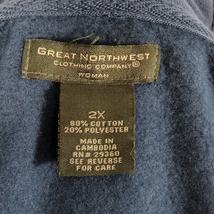 GREAT NORTHWEST
CLOTHING COMPANY®
WOMAN
2X
80% COTTON
20% POLYESTER
MADE IN
CAMBODIA
RN# 29360
SEE REVERSE
FOR CARE